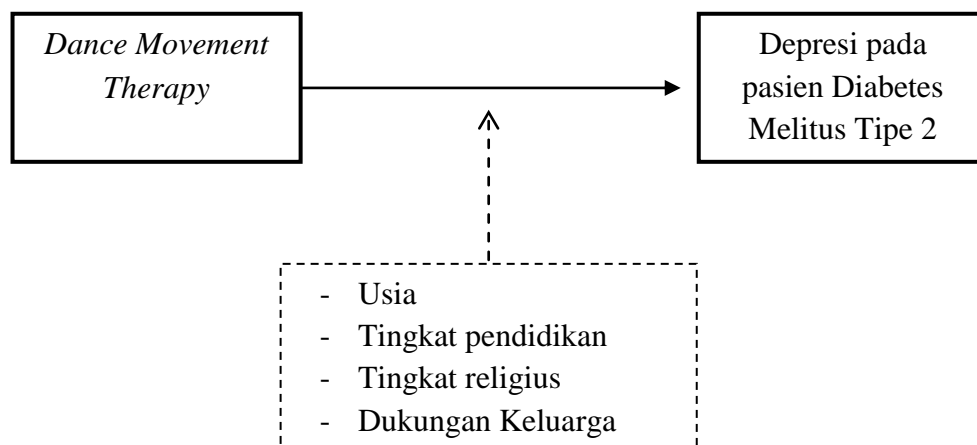 Dance Movement
Therapy
Depresi pada
pasien Diabetes
Melitus Tipe 2
- Usia
- Tingkat pendidikan
- Tingkat religius
- Dukungan Keluarga